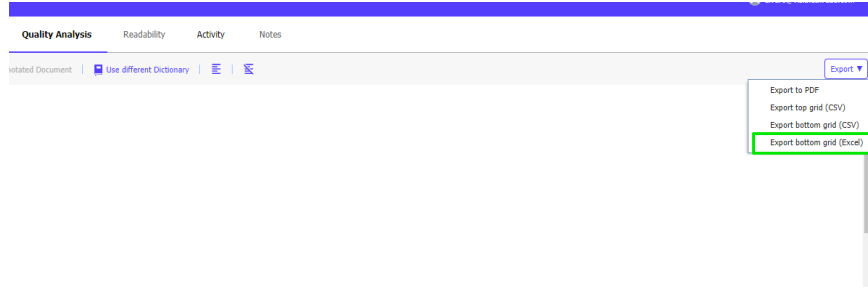 Quality Analysis Readability Activity Notes
Document Use different Dictionary Export ▼
Export to PDF
Export top grid (CSV)
Export bottom grid (CSV)
Export bottom grid (Excel)